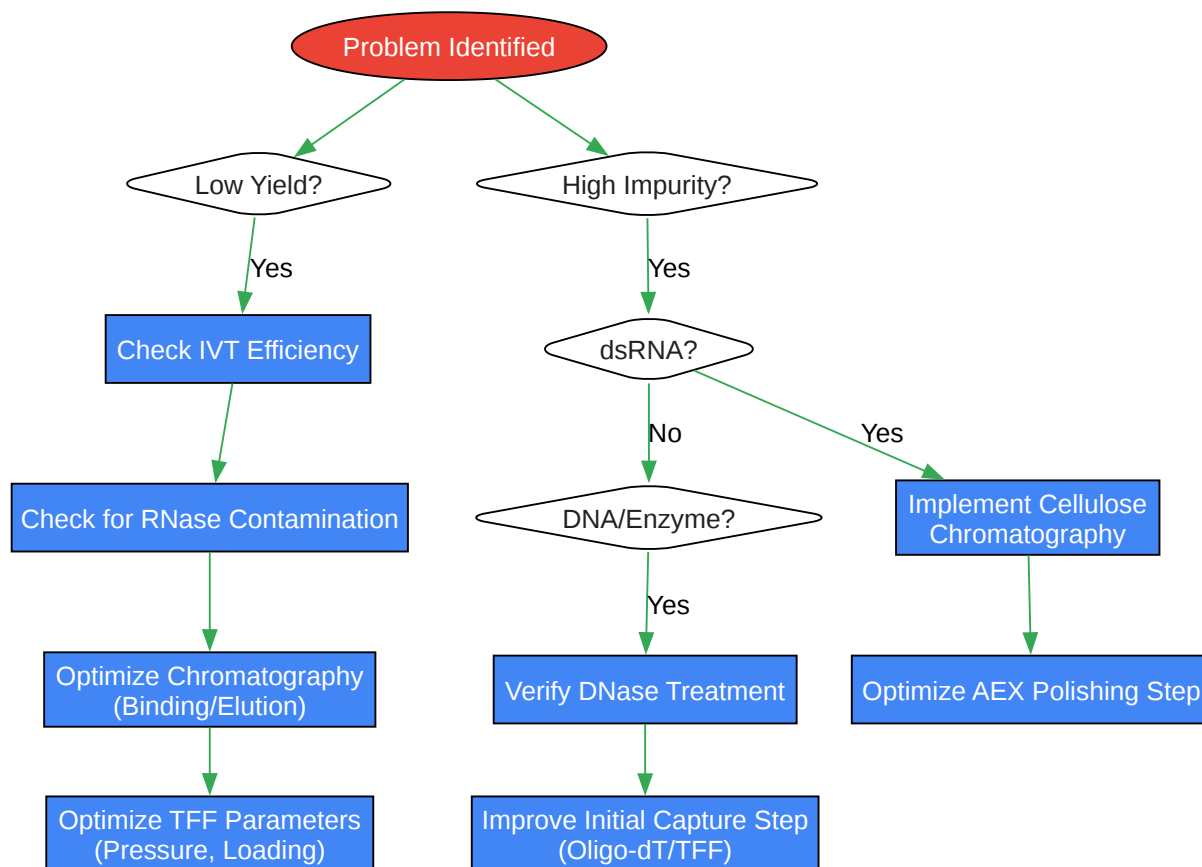 Problem Identified
Low Yield?
High Impurity?
Yes
Yes
Check IVT Efficiency
dsRNA?
No
Yes
Check for RNase Contamination
DNA/Enzyme?
Implement Cellulose
Chromatography
Yes
Optimize Chromatography
(Binding/Elution)
Verify DNase Treatment
Optimize AEX Polishing Step
Optimize TFF Parameters
(Pressure, Loading)
Improve Initial Capture Step
(Oligo-dT/TFF)